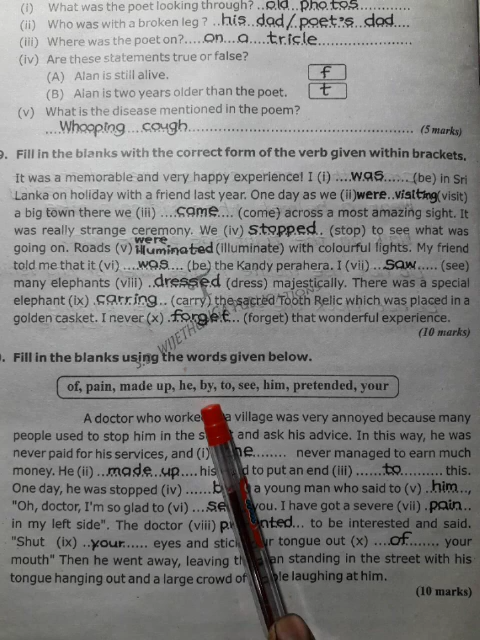 (i) What was the poet looking through? ..old photos......
(ii) Who was with a broken leg ? ..his dad/poet's dad
(iii) Where was the poet on?....on a tricle....
(iv) Are these statements true or false?
(A) Alan is still alive. f
(B) Alan is two years older than the poet. t
(v) What is the disease mentioned in the poem?
....Whooping cough.................... (5 marks)
9. Fill in the blanks with the correct form of the verb given within brackets.
It was a memorable and very happy experience! I (i) ....was...... (be) in Sri
Lanka on holiday with a friend last year. One day as we (ii)were visiting(visit)
a big town there we (iii) ....came..... (come) across a most amazing sight. It
was really strange ceremony. We (iv) stopped. (stop) to see what was
going on. Roads (v) were illuminated (illuminate) with colourful lights. My friend
told me that it (vi) ....was.... (be) the Kandy perahera. I (vii) ..saw..... (see)
many elephants (viii) ..dressed (dress) majestically. There was a special
elephant (ix) carring.. (carry) the sacred Tooth Relic which was placed in a
golden casket. I never (x) .forget.. (forget) that wonderful experience.
(10 marks)
. Fill in the blanks using the words given below.
of, pain, made up, he, by, to, see, him, pretended, your
A doctor who worked a village was very annoyed because many
people used to stop him in the and ask his advice. In this way, he was
never paid for his services, and (i) he........ never managed to earn much
money. He (ii) ..made up.....his to put an end (iii) ......to......... this.
One day, he was stopped (iv) ...... a young man who said to (v) ..him....,
"Oh, doctor, I'm so glad to (vi) .... you. I have got a severe (vii) .pain..
in my left side". The doctor (viii) to be interested and said.
"Shut (ix) ..your...... eyes and your tongue out (x) ....of........ your
mouth" Then he went away, leaving standing in the street with his
tongue hanging out and a large crowd of laughing at him.
(10 marks)